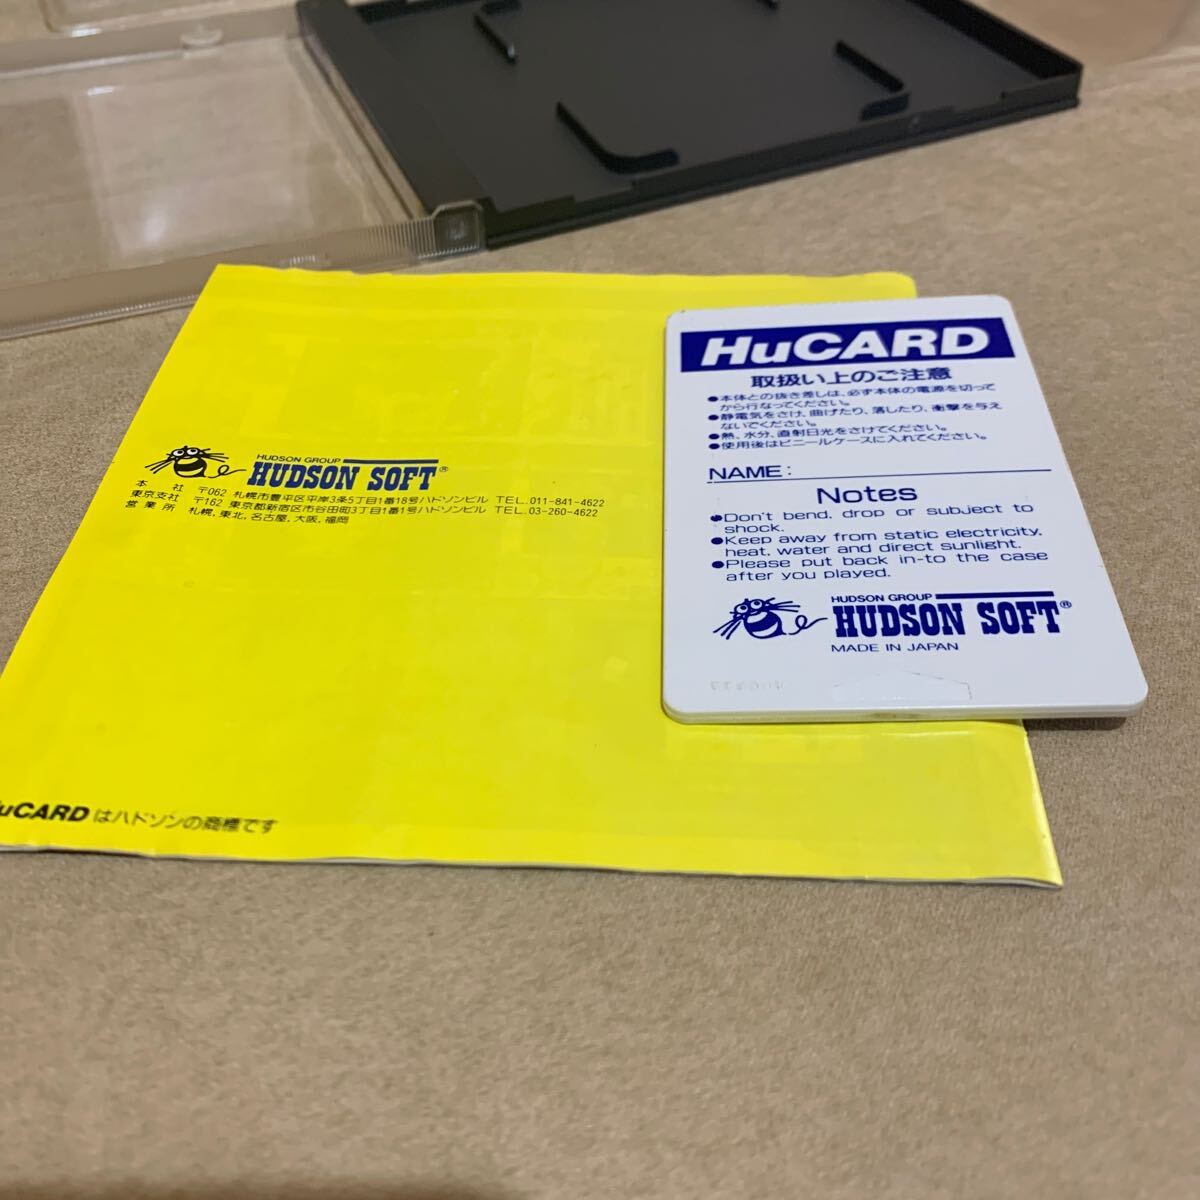 HUDSON GROUP
HUDSON SOFT®
本社 〒062 札幌市豊平区平岸3条5丁目1番18号ハドソンビル TEL.011-841-4622
東京支社 〒162 東京都新宿区市谷田町3丁目1番1号ハドソンビル TEL.03-260-4622
営業所 札幌,東北,名古屋,大阪,福岡
uCARDはハドソンの商標です
HuCARD
取扱い上のご注意
●本体との抜き差しは、必ず本体の電源を切って
から行なってください。
●静電気をさけ、曲げたり、落したり、衝撃を与え
ないでください。
●熱、水分、直射日光をさけてください。
●使用後はビニールケースに入れてください。
NAME:
Notes
●Don't bend, drop or subject to
shock.
●Keep away from static electricity,
heat, water and direct sunlight.
●Please put back in-to the case
after you played.
HUDSON GROUP
HUDSON SOFT®
MADE IN JAPAN